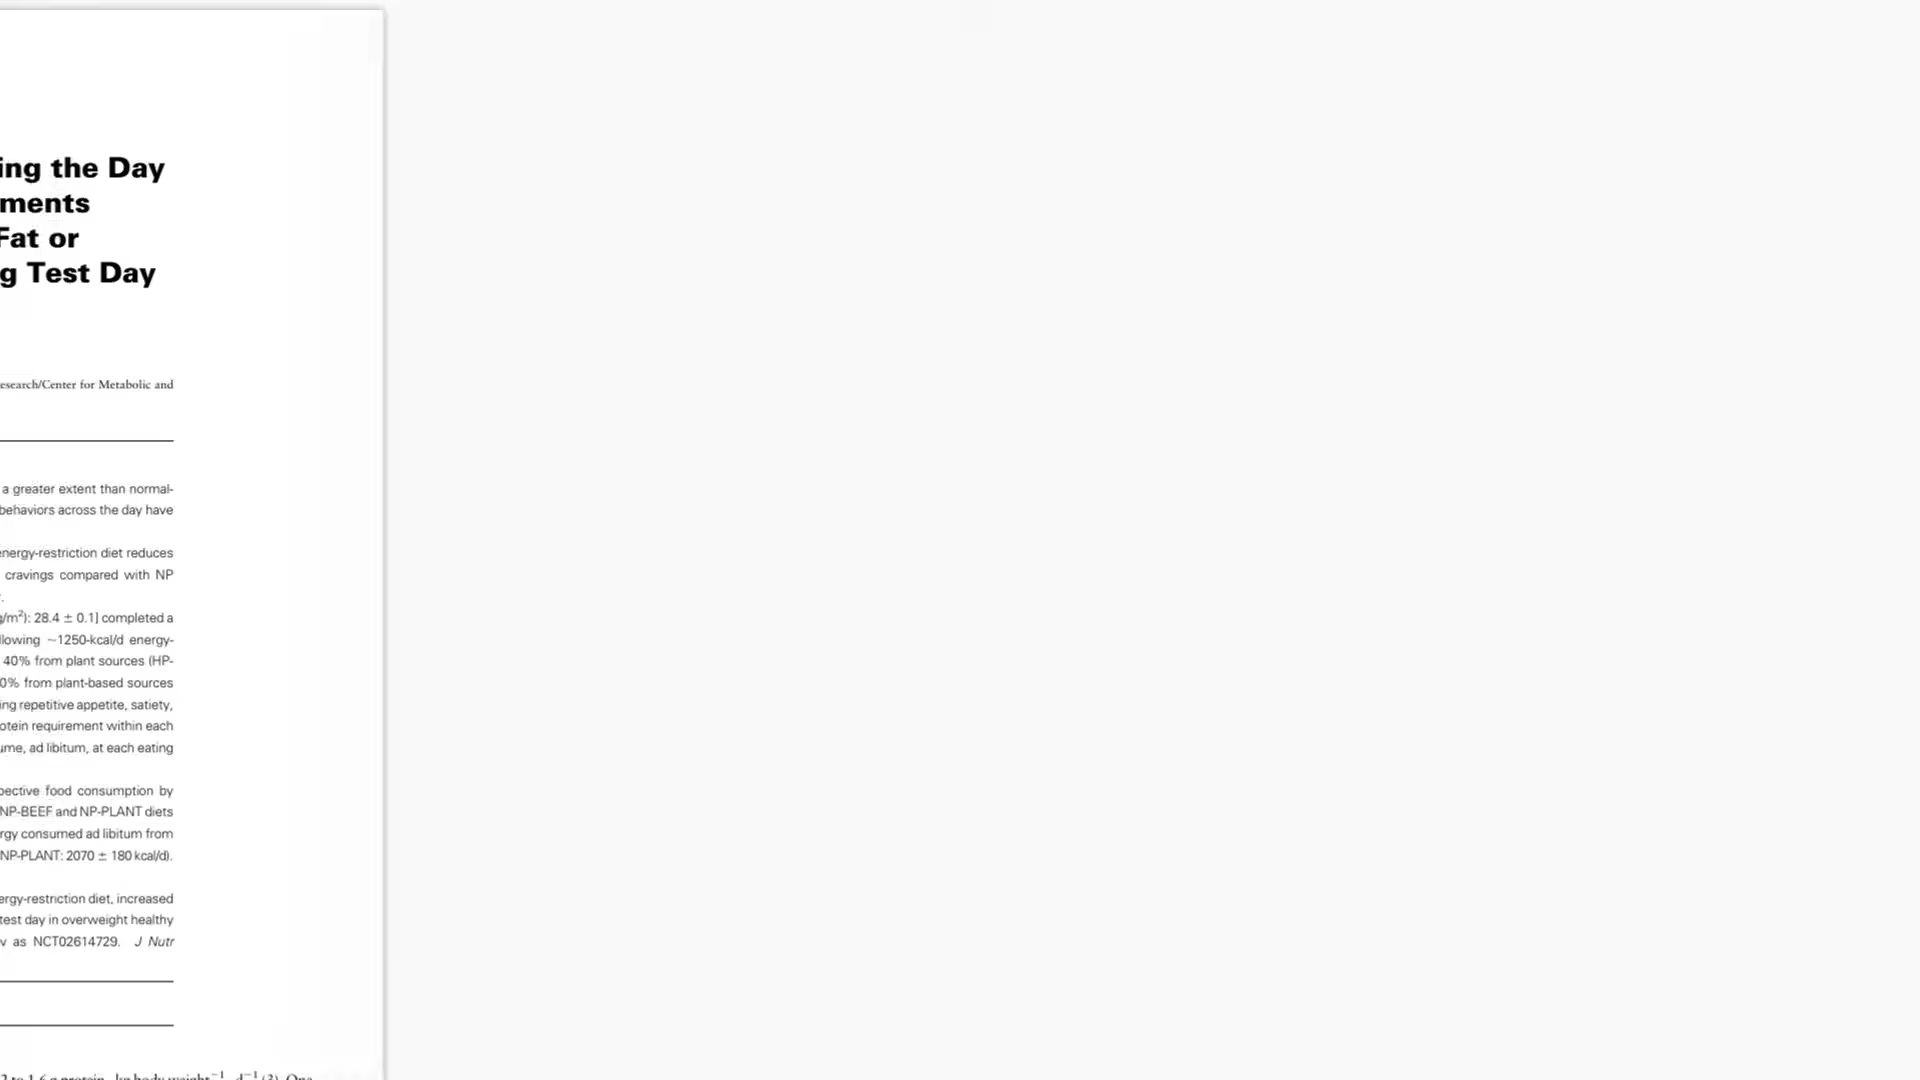 ing the Day
ments
Fat or
g Test Day
esearch/Center for Metabolic and
a greater extent than normal-
behaviors across the day have
energy-restriction diet reduces
cravings compared with NP
g/m²): 28.4 ± 0.1] completed a
llowing ~1250-kcal/d energy-
40% from plant sources (HP-
0% from plant-based sources
ing repetitive appetite, satiety,
otein requirement within each
ume, ad libitum, at each eating
pective food consumption by
NP-BEEF and NP-PLANT diets
rgy consumed ad libitum from
NP-PLANT: 2070 ± 180 kcal/d).
ergy-restriction diet, increased
test day in overweight healthy
v as NCT02614729. J Nutr